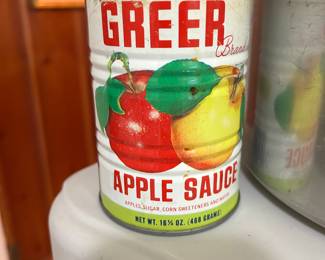 GREER
Brand
APPLE SAUCE
APPLES, SUGAR, CORN SWEETENERS AND WATER
NET WT. 16½ OZ. (468 GRAMS)